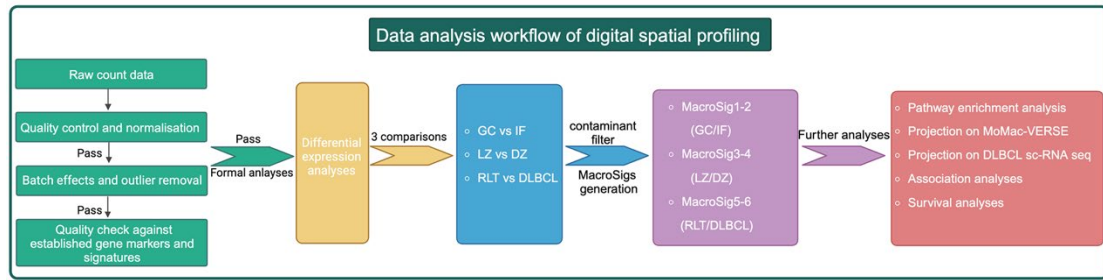 Data analysis workflow of digital spatial profiling
Raw count data
Quality control and normalisation
Pass
Batch effects and outlier removal
Pass
Quality check against
established gene markers and
signatures
Pass
Formal anlayses
Differential
expression
analyses
3 comparisons
GC vs IF
LZ vs DZ
RLT vs DLBCL
contaminant
filter
MacroSigs
generation
MacroSig1-2
(GC/IF)
MacroSig3-4
(LZ/DZ)
MacroSig5-6
(RLT/DLBCL)
Further analyses
Pathway enrichment analysis
Projection on MoMac-VERSE
Projection on DLBCL sc-RNA seq
Association analyses
Survival analyses